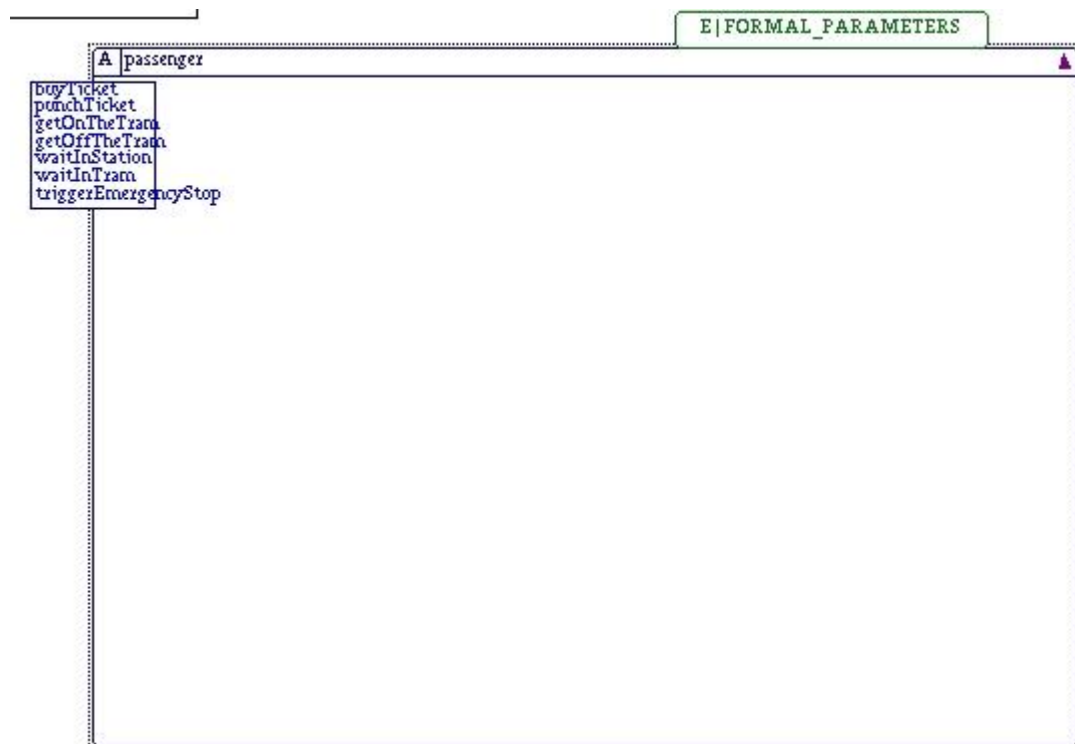 E|FORMAL_PARAMETERS
A passenger
buyTicket
punchTicket
getOnTheTram
getOffTheTram
waitInStation
waitInTram
triggerEmergencyStop